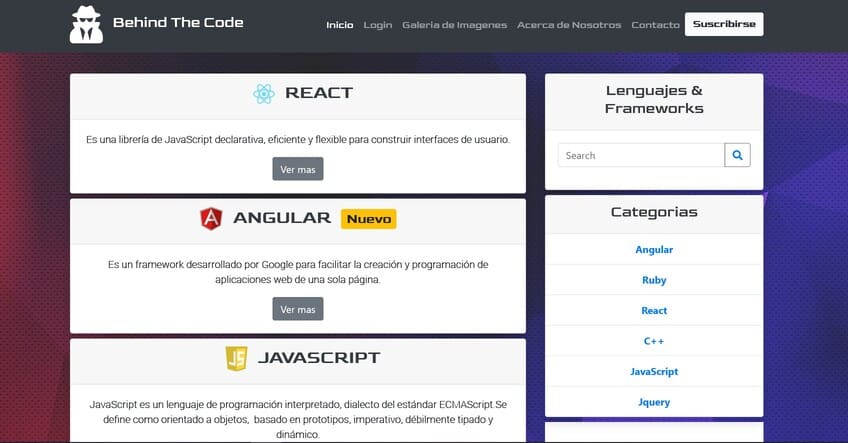 Behind The Code
Inicio Login Galeria de Imagenes Acerca de Nosotros Contacto Suscribirse
REACT
Es una librería de JavaScript declarativa, eficiente y flexible para construir interfaces de usuario.
Ver mas
ANGULAR Nuevo
Es un framework desarrollado por Google para facilitar la creación y programación de
aplicaciones web de una sola página.
Ver mas
JS JAVASCRIPT
JavaScript es un lenguaje de programación interpretado, dialecto del estándar ECMAScript.Se
define como orientado a objetos, basado en prototipos, imperativo, débilmente tipado y
dinámico.
Lenguajes &
Frameworks
Search
Categorias
Angular
Ruby
React
C++
JavaScript
Jquery